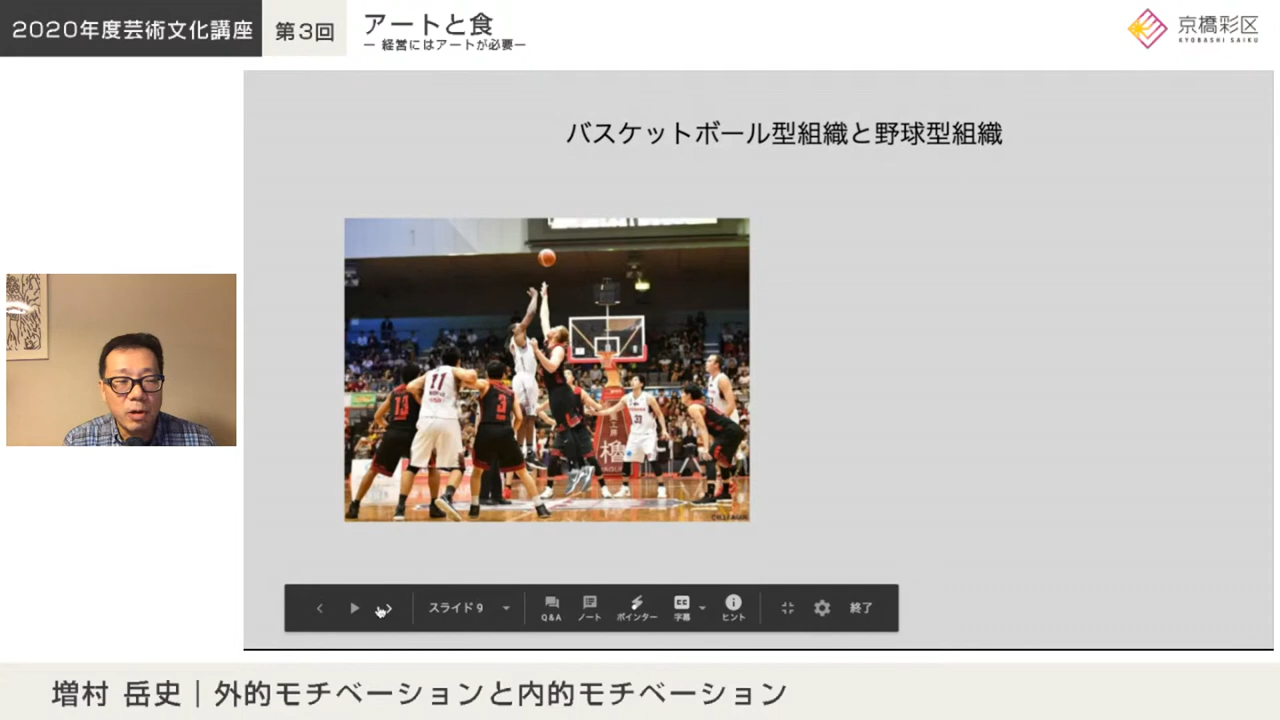 2020年度芸術文化講座
第3回
アートと食
ー 経営にはアートが必要ー
京橋彩区
KYOBASHI SAIKU
バスケットボール型組織と野球型組織
13
11
3
31
スライド 9
Q&A
ノート
ポインター
字幕
ヒント
終了
増村 岳史｜外的モチベーションと内的モチベーション